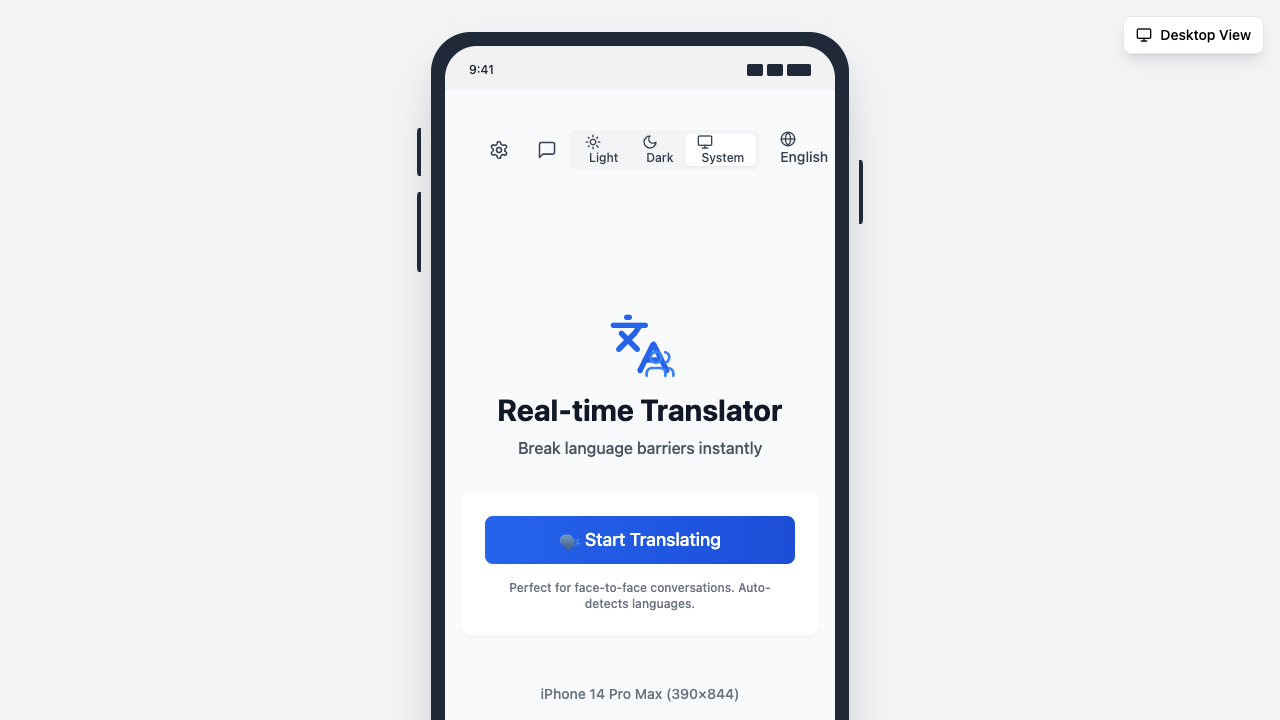 Desktop View
9:41
Light
Dark
System
English
Real-time Translator
Break language barriers instantly
Start Translating
Perfect for face-to-face conversations. Auto-
detects languages.
iPhone 14 Pro Max (390×844)